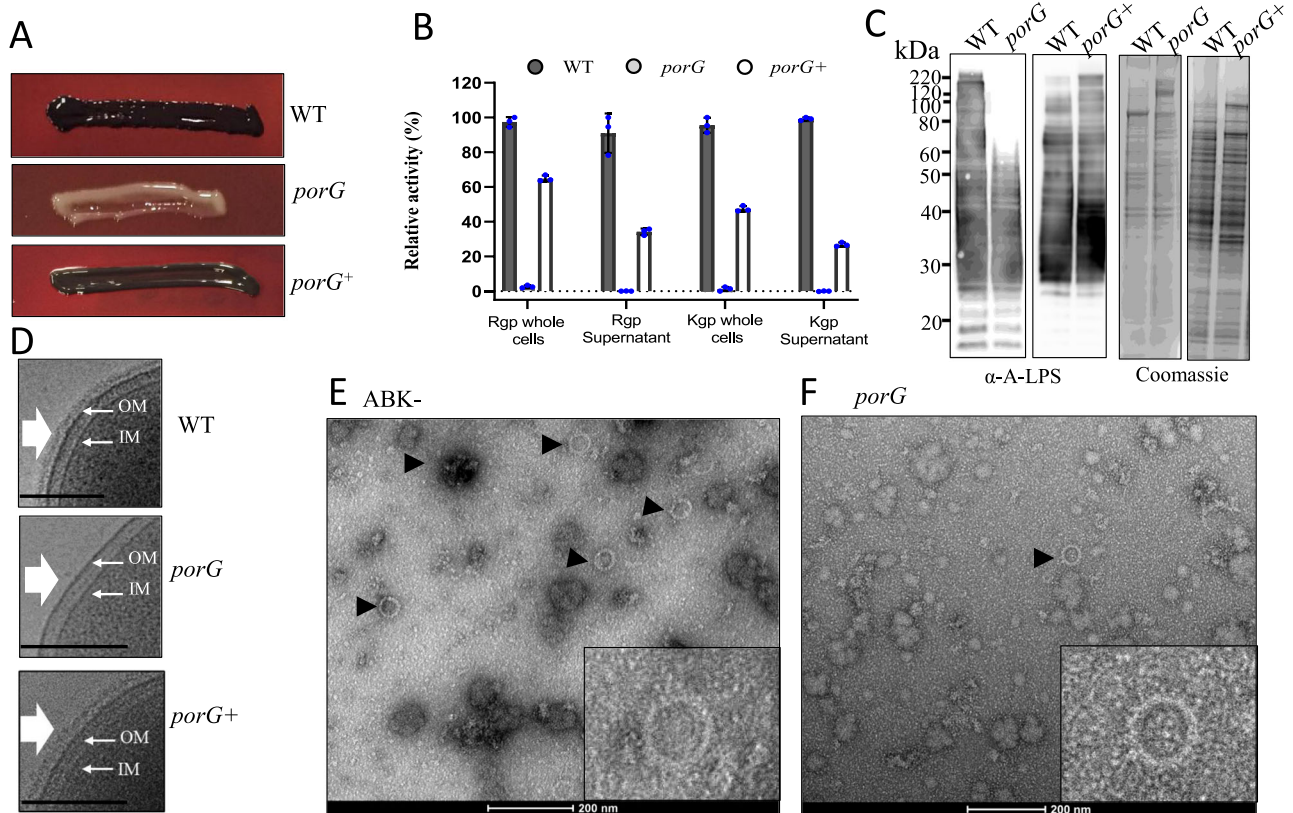 A
WT
porG
porG+
B
WT porG porG+
Relative activity (%)
120
100
80
60
40
20
0
Rgp whole cells
Rgp Supernatant
Kgp whole cells
Kgp Supernatant
C
kDa
WT porG WT porG+ WT porG WT porG+
220
120
100
80
60
50
40
30
20
α-A-LPS Coomassie
D
OM
IM
WT
OM
IM
porG
OM
IM
porG+
E ABK-
200 nm
F porG
200 nm